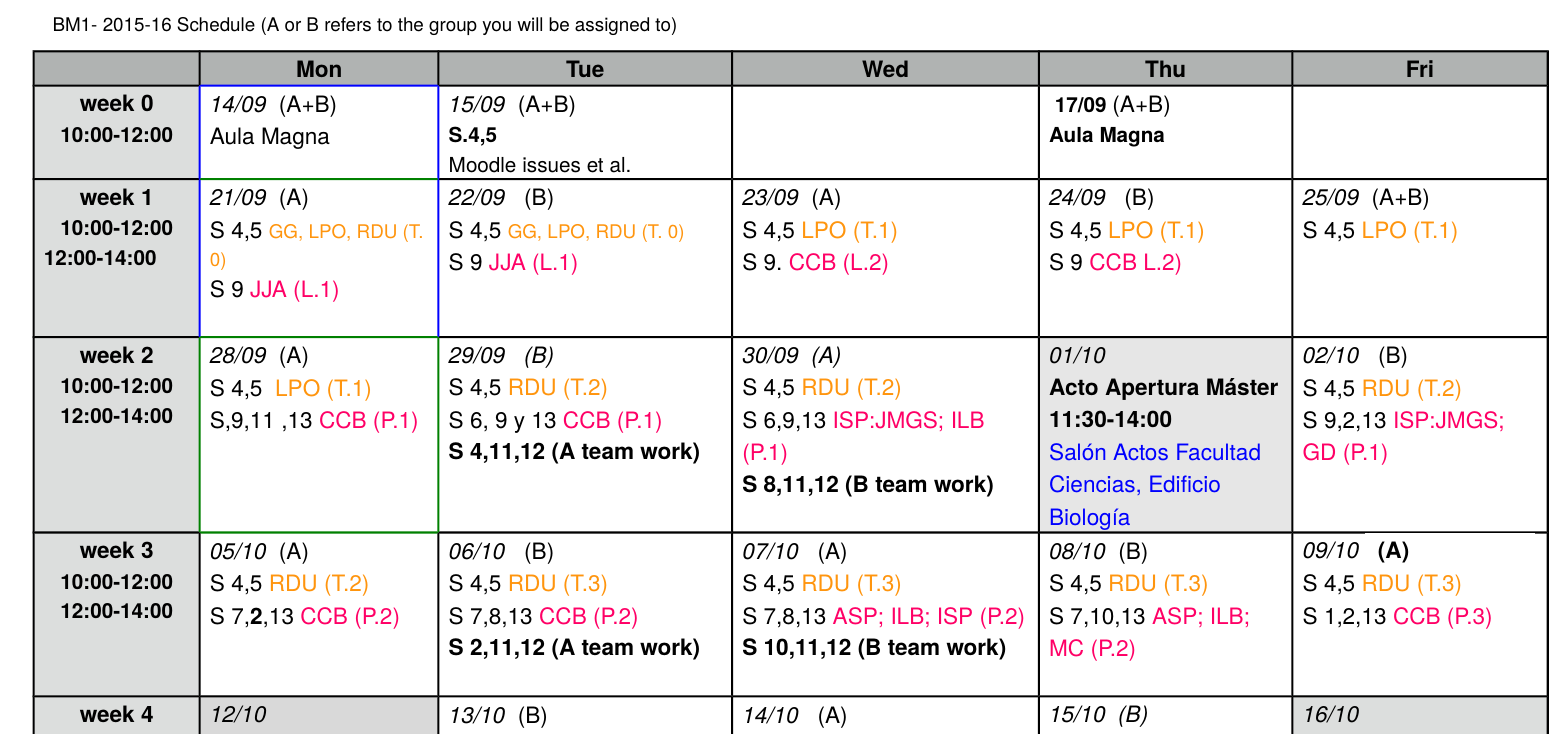 BM1- 2015-16 Schedule (A or B refers to the group you will be assigned to)
Mon Tue Wed Thu Fri
week 0
10:00-12:00
14/09 (A+B)
Aula Magna
15/09 (A+B)
S.4,5
Moodle issues et al.
17/09 (A+B)
Aula Magna
week 1
10:00-12:00
12:00-14:00
21/09 (A)
S 4,5 GG, LPO, RDU (T.
0)
S 9 JJA (L.1)
22/09 (B)
S 4,5 GG, LPO, RDU (T. 0)
S 9 JJA (L.1)
23/09 (A)
S 4,5 LPO (T.1)
S 9. CCB (L.2)
24/09 (B)
S 4,5 LPO (T.1)
S 9 CCB L.2)
25/09 (A+B)
S 4,5 LPO (T.1)
week 2
10:00-12:00
12:00-14:00
28/09 (A)
S 4,5 LPO (T.1)
S,9,11 ,13 CCB (P.1)
29/09 (B)
S 4,5 RDU (T.2)
S 6, 9 y 13 CCB (P.1)
S 4,11,12 (A team work)
30/09 (A)
S 4,5 RDU (T.2)
S 6,9,13 ISP:JMGS; ILB
(P.1)
S 8,11,12 (B team work)
01/10
Acto Apertura Máster
11:30-14:00
Salón Actos Facultad
Ciencias, Edificio
Biología
02/10 (B)
S 4,5 RDU (T.2)
S 9,2,13 ISP:JMGS;
GD (P.1)
week 3
10:00-12:00
12:00-14:00
05/10 (A)
S 4,5 RDU (T.2)
S 7,2,13 CCB (P.2)
06/10 (B)
S 4,5 RDU (T.3)
S 7,8,13 CCB (P.2)
S 2,11,12 (A team work)
07/10 (A)
S 4,5 RDU (T.3)
S 7,8,13 ASP; ILB; ISP (P.2)
S 10,11,12 (B team work)
08/10 (B)
S 4,5 RDU (T.3)
S 7,10,13 ASP; ILB;
MC (P.2)
09/10 (A)
S 4,5 RDU (T.3)
S 1,2,13 CCB (P.3)
week 4
12/10
13/10 (B)
14/10 (A)
15/10 (B)
16/10